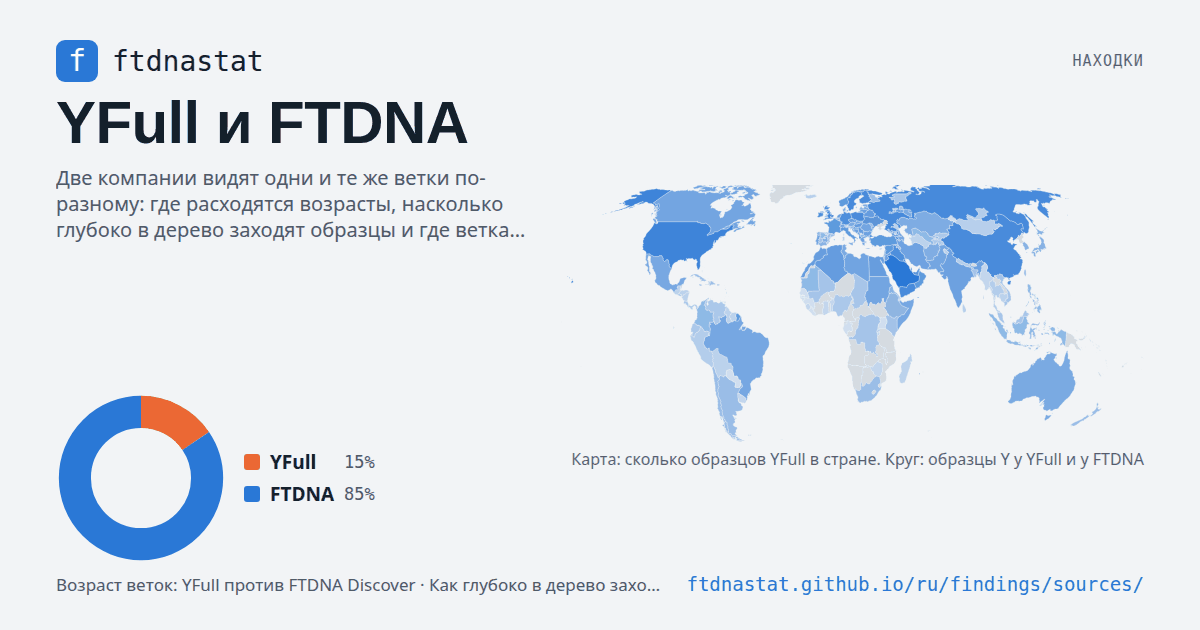 f ftdnastat
НАХОДКИ
YFull и FTDNA
Две компании видят одни и те же ветки по-
разному: где расходятся возрасты, насколько
глубоко в дерево заходят образцы и где ветка...
YFull 15%
FTDNA 85%
Карта: сколько образцов YFull в стране. Круг: образцы Y у YFull и у FTDNA
Возраст веток: YFull против FTDNA Discover · Как глубоко в дерево захо...
ftdnastat.github.io/ru/findings/sources/